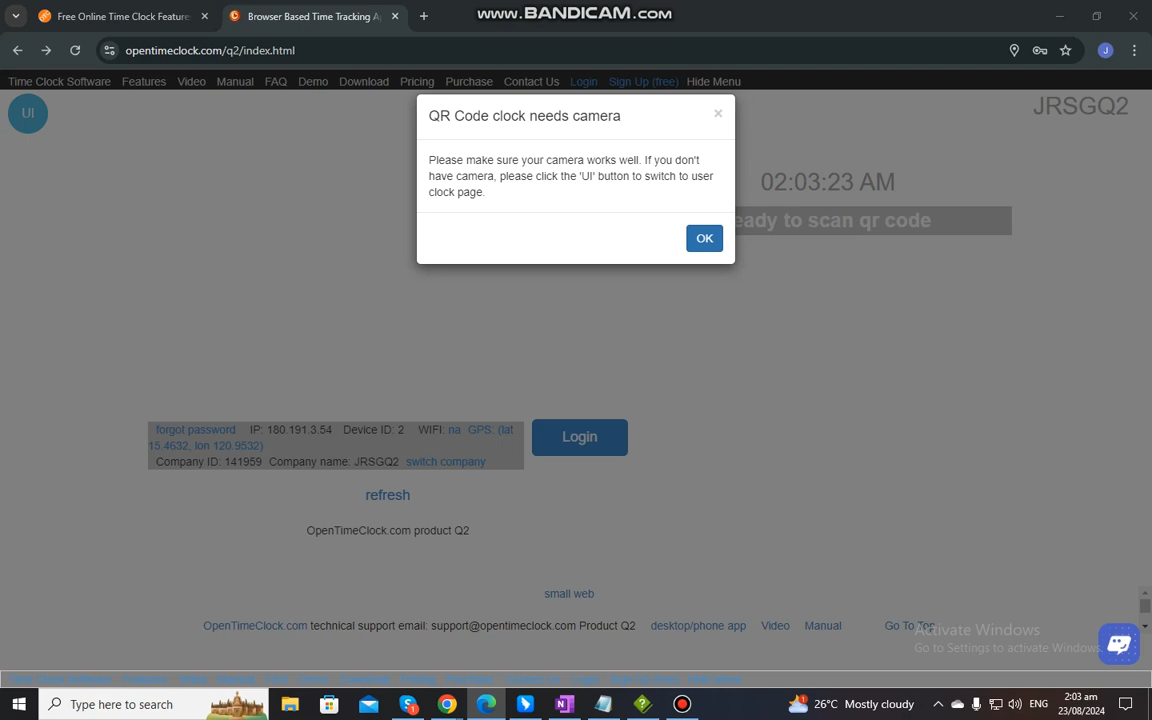 Free Online Time Clock Feature
Browser Based Time Tracking A
www.BANDICAM.com
opentimeclock.com/q2/index.html
J
Time Clock Software Features Video Manual FAQ Demo Download Pricing Purchase Contact Us Login Sign Up (free) Hide Menu
UI
JRSGQ2
QR Code clock needs camera
×
Please make sure your camera works well. If you don't
have camera, please click the 'UI' button to switch to user
clock page.
OK
02:03:23 AM
eady to scan qr code
forgot password IP: 180.191.3.54 Device ID: 2 WIFI: na GPS: (lat
15.4632, lon 120.9532)
Company ID: 141959 Company name: JRSGQ2 switch company
Login
refresh
OpenTimeClock.com product Q2
small web
OpenTimeClock.com technical support email: support@opentimeclock.com Product Q2 desktop/phone app Video Manual Go To Top
Activate Windows
Go to Settings to activate Windows.
Type here to search
26°C Mostly cloudy
ENG
2:03 am
23/08/2024